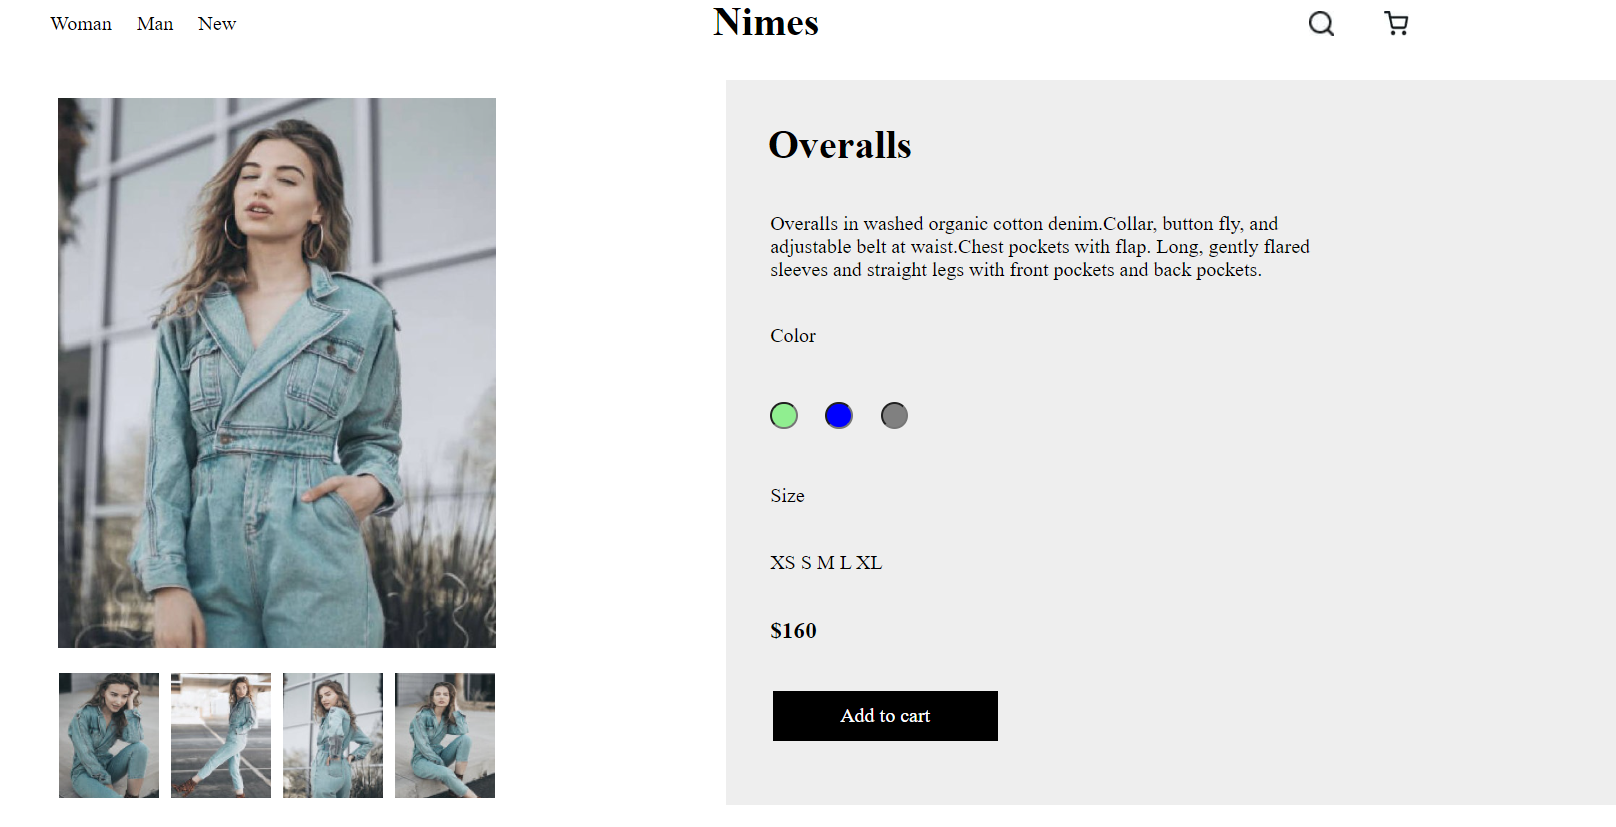 Woman Man New
Nimes
Overalls
Overalls in washed organic cotton denim.Collar, button fly, and
adjustable belt at waist.Chest pockets with flap. Long, gently flared
sleeves and straight legs with front pockets and back pockets.
Color
Size
XS S M L XL
$160
Add to cart